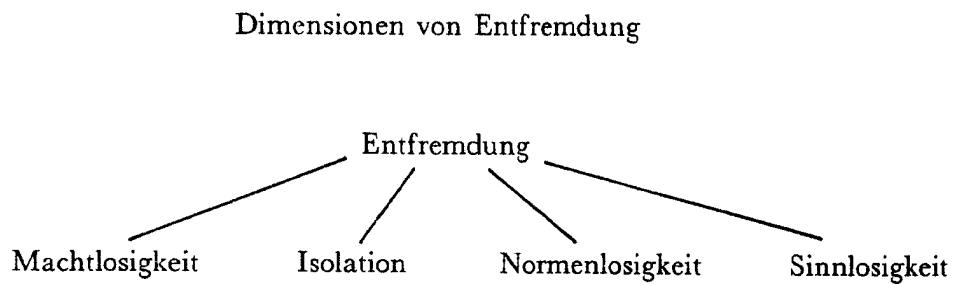 Dimensionen von Entfremdung
Entfremdung
Machtlosigkeit Isolation Normenlosigkeit Sinnlosigkeit